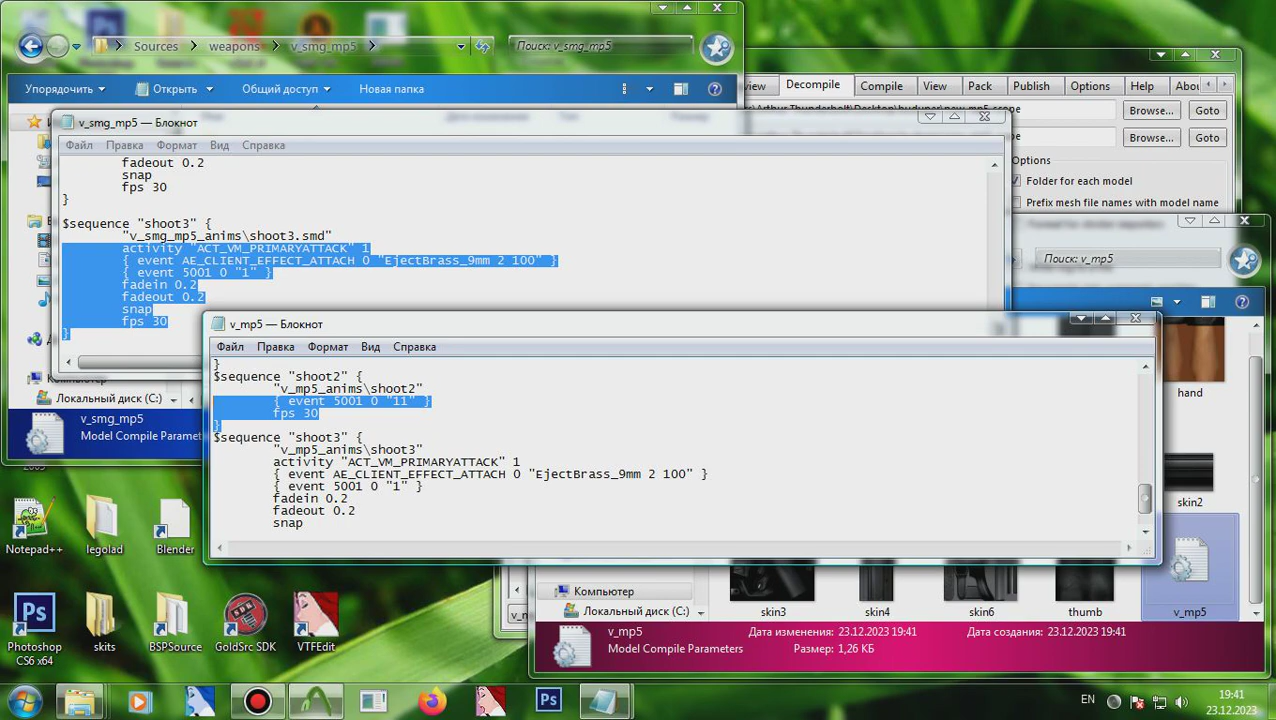 Sources
weapons
v_smg_mp5
Поиск: v_smg_mp5
Упорядочить
Открыть
Общий доступ
Новая папка
v_smg_mp5 — Блокнот
Файл Правка Формат Вид Справка
fadeout 0.2
snap
fps 30
}
$sequence "shoot3" {
"v_smg_mp5_anims\shoot3.smd"
activity "ACT_VM_PRIMARYATTACK" 1
{ event AE_CLIENT_EFFECT_ATTACH 0 "EjectBrass_9mm 2 100" }
{ event 5001 0 "1" }
fadein 0.2
fadeout 0.2
snap
fps 30
}
Decompile Compile View Pack Publish Options Help
Browse... Goto
Browse... Goto
Options
Folder for each model
Prefix mesh file names with model name
Поиск: v_mp5
v_mp5 — Блокнот
Файл Правка Формат Вид Справка
}
$sequence "shoot2" {
"v_mp5_anims\shoot2"
{ event 5001 0 "11" }
fps 30
}
$sequence "shoot3" {
"v_mp5_anims\shoot3"
activity "ACT_VM_PRIMARYATTACK" 1
{ event AE_CLIENT_EFFECT_ATTACH 0 "EjectBrass_9mm 2 100" }
{ event 5001 0 "1" }
fadein 0.2
fadeout 0.2
snap
Локальный диск (C:)
v_smg_mp5
Model Compile Parameters
hand
skin2
skin3
skin4
skin6
thumb
v_mp5
Компьютер
Локальный диск (C:)
v_mp5
Model Compile Parameters
Дата изменения: 23.12.2023 19:41
Размер: 1,26 КБ
Дата создания: 23.12.2023 19:41
Notepad++
legolad
Blender
Photoshop CS6 x64
skits
BSPSource
GoldSrc SDK
VTFEdit
EN
19:41
23.12.2023